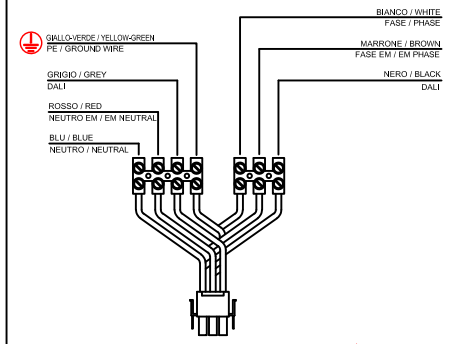 GIALLO-VERDE / YELLOW-GREEN
PE / GROUND WIRE
GRIGIO / GREY
DALI
ROSSO / RED
NEUTRO EM / EM NEUTRAL
BLU / BLUE
NEUTRO / NEUTRAL
BIANCO / WHITE
FASE / PHASE
MARRONE / BROWN
FASE EM / EM PHASE
NERO / BLACK
DALI